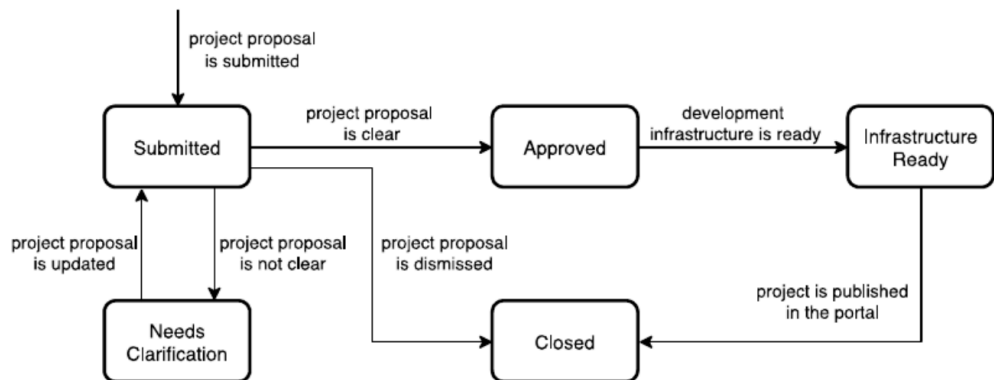 project proposal
is submitted
Submitted
project proposal
is clear
Approved
development
infrastructure is ready
Infrastructure
Ready
project proposal
is updated
project proposal
is not clear
project proposal
is dismissed
project is published
in the portal
Needs
Clarification
Closed